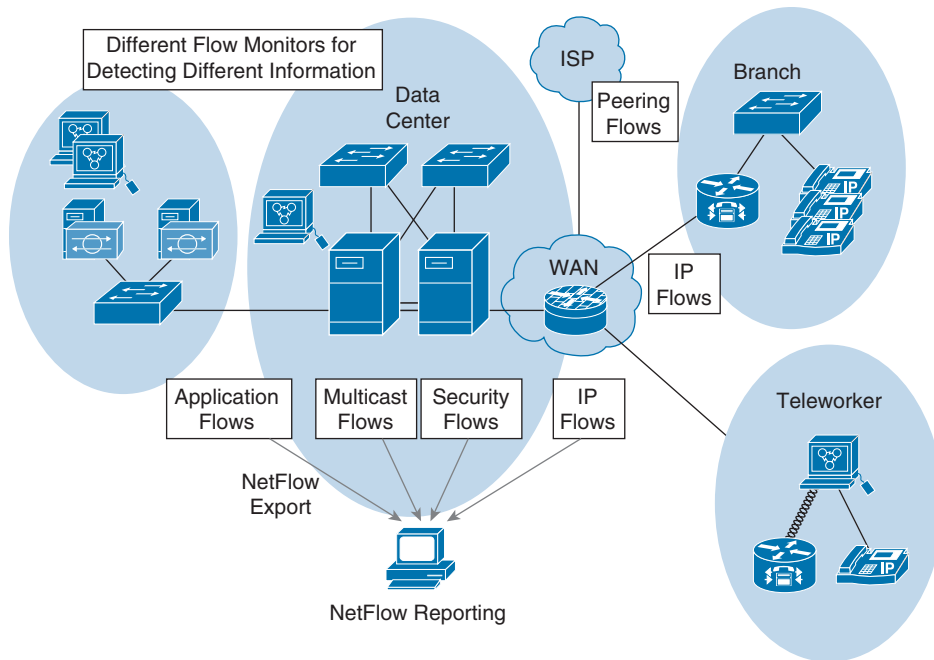 Different Flow Monitors for
Detecting Different Information
Data
Center
ISP
Peering
Flows
Branch
IP
IP
IP
WAN
IP
Flows
Application
Flows
Multicast
Flows
Security
Flows
IP
Flows
NetFlow
Export
NetFlow Reporting
Teleworker
IP